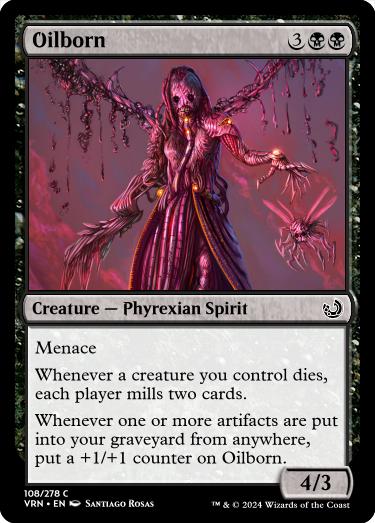 Oilborn 3
Creature — Phyrexian Spirit
Menace
Whenever a creature you control dies,
each player mills two cards.
Whenever one or more artifacts are put
into your graveyard from anywhere,
put a +1/+1 counter on Oilborn.
4/3
108/278 C
VRN • EN Santiago Rosas
™ & © 2024 Wizards of the Coast